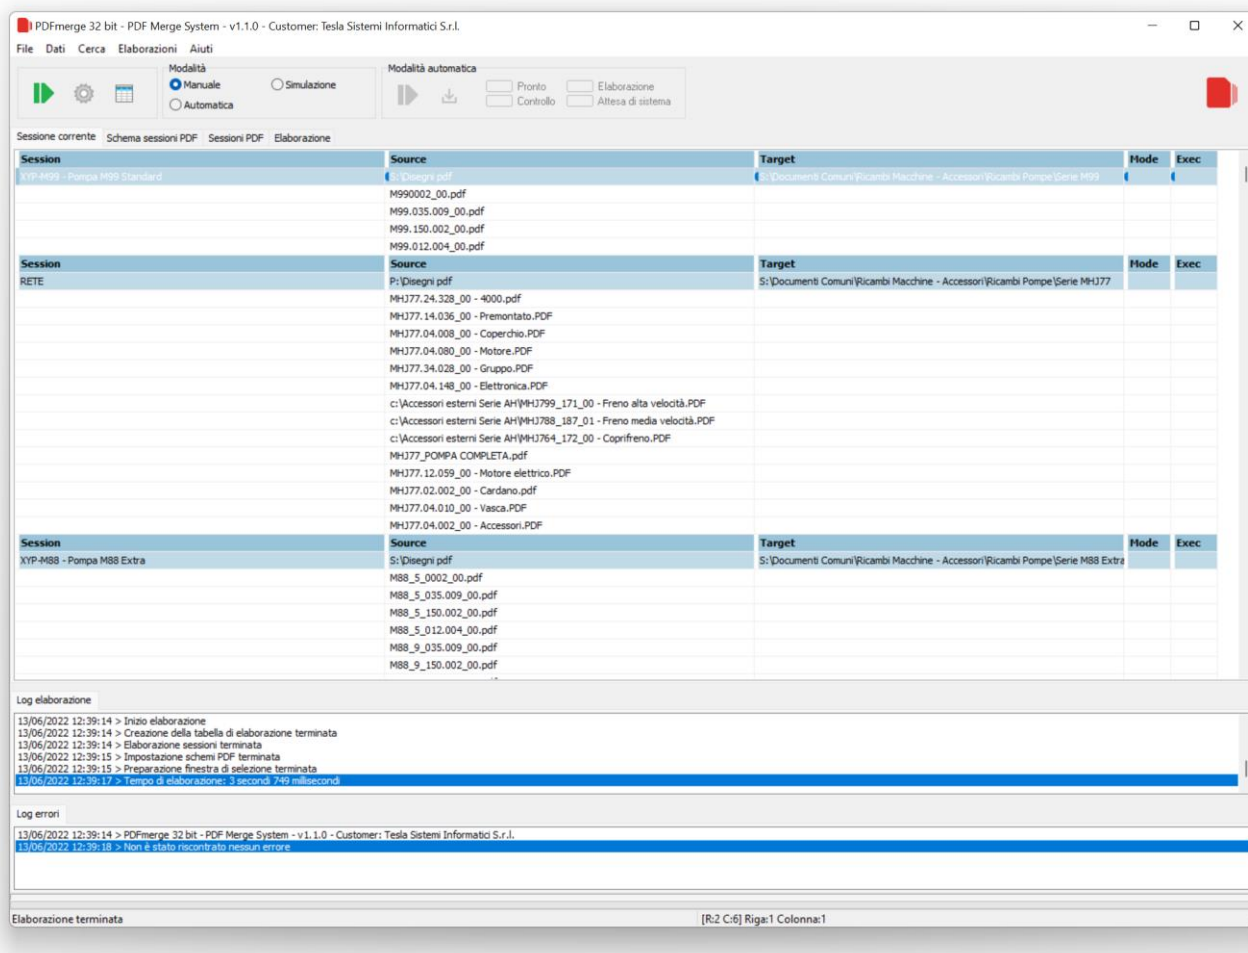 PDFmerge 32 bit - PDF Merge System - v1.1.0 - Customer: Tesla Sistemi Informatici S.r.l.
File Dati Cerca Elaborazioni Aiuti
Modalità
Manuale Simulazione
Automatica
Modalità automatica
Pronto Elaborazione
Controllo Attesa di sistema
Sessione corrente Schema sessioni PDF Sessioni PDF Elaborazione
Session Source Target Mode Exec
XYP-M99 - Pompa M99 Standard S:\Disegni pdf S:\Documenti Comuni\Ricambi Macchine - Accessori\Ricambi Pompe\Serie M99
M990002_00.pdf
M99.035.009_00.pdf
M99.150.002_00.pdf
M99.012.004_00.pdf
Session Source Target Mode Exec
RETE P:\Disegni pdf S:\Documenti Comuni\Ricambi Macchine - Accessori\Ricambi Pompe\Serie MHJ77
MHJ77.24.328_00 - 4000.pdf
MHJ77.14.036_00 - Premontato.PDF
MHJ77.04.008_00 - Coperchio.PDF
MHJ77.04.080_00 - Motore.PDF
MHJ77.34.028_00 - Gruppo.PDF
MHJ77.04.148_00 - Elettronica.PDF
c:\Accessori esterni Serie AH\MHJ799_171_00 - Freno alta velocità.PDF
c:\Accessori esterni Serie AH\MHJ788_187_01 - Freno media velocità.PDF
c:\Accessori esterni Serie AH\MHJ764_172_00 - Coprifreno.PDF
MHJ77_POMPA COMPLETA.pdf
MHJ77.12.059_00 - Motore elettrico.PDF
MHJ77.02.002_00 - Cardano.pdf
MHJ77.04.010_00 - Vasca.PDF
MHJ77.04.002_00 - Accessori.PDF
Session Source Target Mode Exec
XYP-M88 - Pompa M88 Extra S:\Disegni pdf S:\Documenti Comuni\Ricambi Macchine - Accessori\Ricambi Pompe\Serie M88 Extra
M88_5_0002_00.pdf
M88_5_035.009_00.pdf
M88_5_150.002_00.pdf
M88_5_012.004_00.pdf
M88_9_035.009_00.pdf
M88_9_150.002_00.pdf
Log elaborazione
13/06/2022 12:39:14 > Inizio elaborazione
13/06/2022 12:39:14 > Creazione della tabella di elaborazione terminata
13/06/2022 12:39:14 > Elaborazione sessioni terminata
13/06/2022 12:39:15 > Impostazione schemi PDF terminata
13/06/2022 12:39:15 > Preparazione finestra di selezione terminata
13/06/2022 12:39:17 > Tempo di elaborazione: 3 secondi 749 millisecondi
Log errori
13/06/2022 12:39:14 > PDFmerge 32 bit - PDF Merge System - v1.1.0 - Customer: Tesla Sistemi Informatici S.r.l.
13/06/2022 12:39:18 > Non è stato riscontrato nessun errore
Elaborazione terminata [R:2 C:6] Riga:1 Colonna:1